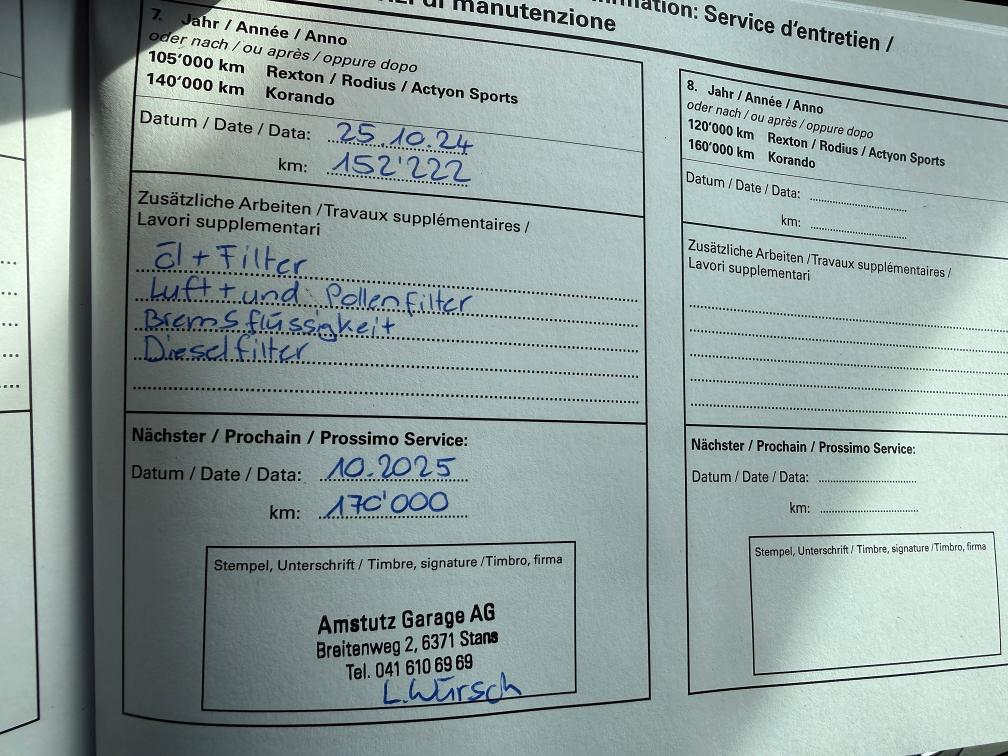 mation: Service d'entretien /
di manutenzione
7. Jahr / Année / Anno
oder nach / ou après / oppure dopo
105'000 km Rexton / Rodius / Actyon Sports
140'000 km Korando
Datum / Date / Data: 25.10.24
km: 152'222
Zusätzliche Arbeiten / Travaux supplémentaires /
Lavori supplementari
Öl + Filter
Luft + und Pollenfilter
Bremsflüssigkeit
Dieselfilter
Nächster / Prochain / Prossimo Service:
Datum / Date / Data: 10.2025
km: 170'000
Stempel, Unterschrift / Timbre, signature / Timbro, firma
Amstutz Garage AG
Breitenweg 2, 6371 Stans
Tel. 041 610 69 69
L. Würsch
8. Jahr / Année / Anno
oder nach / ou après / oppure dopo
120'000 km Rexton / Rodius / Actyon Sports
160'000 km Korando
Datum / Date / Data:
km:
Zusätzliche Arbeiten / Travaux supplémentaires /
Lavori supplementari
Nächster / Prochain / Prossimo Service:
Datum / Date / Data:
km:
Stempel, Unterschrift / Timbre, signature / Timbro, firma